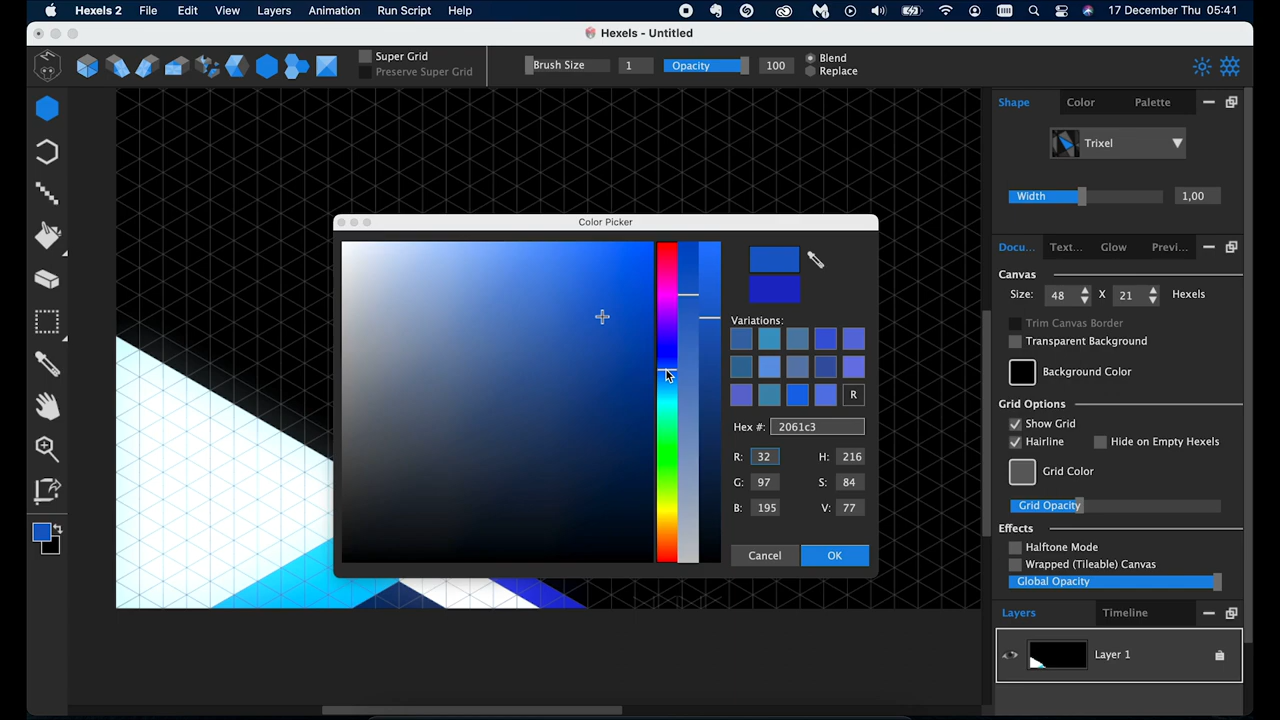 Hexels 2 File Edit View Layers Animation Run Script Help 17 December Thu 05:41
Hexels - Untitled
Super Grid
Preserve Super Grid
Brush Size 1 Opacity 100
Blend
Replace
Shape Color Palette
Trixel
Width 1,00
Docu... Text... Glow Previ...
Canvas
Size: 48 X 21 Hexels
Trim Canvas Border
Transparent Background
Background Color
Grid Options
Show Grid
Hairline Hide on Empty Hexels
Grid Color
Grid Opacity
Effects
Halftone Mode
Wrapped (Tileable) Canvas
Global Opacity
Layers Timeline
Layer 1
Color Picker
Variations:
R
Hex #: 2061c3
R: 32 H: 216
G: 97 S: 84
B: 195 V: 77
Cancel OK